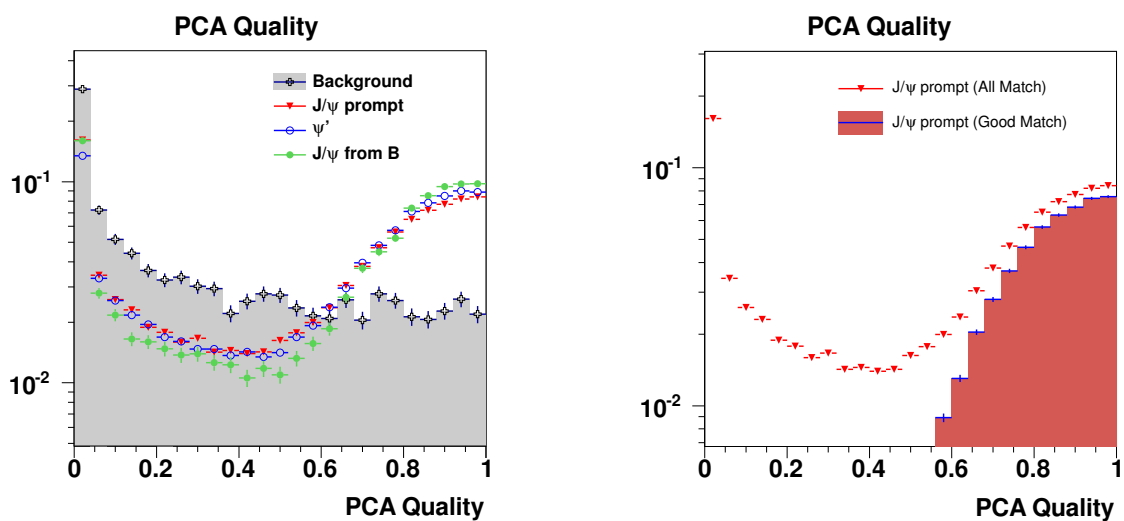 PCA Quality
Background
J/ψ prompt
ψ’
J/ψ from B
10⁻¹
10⁻²
0 0.2 0.4 0.6 0.8 1
PCA Quality
PCA Quality
J/ψ prompt (All Match)
J/ψ prompt (Good Match)
10⁻¹
10⁻²
0 0.2 0.4 0.6 0.8 1
PCA Quality